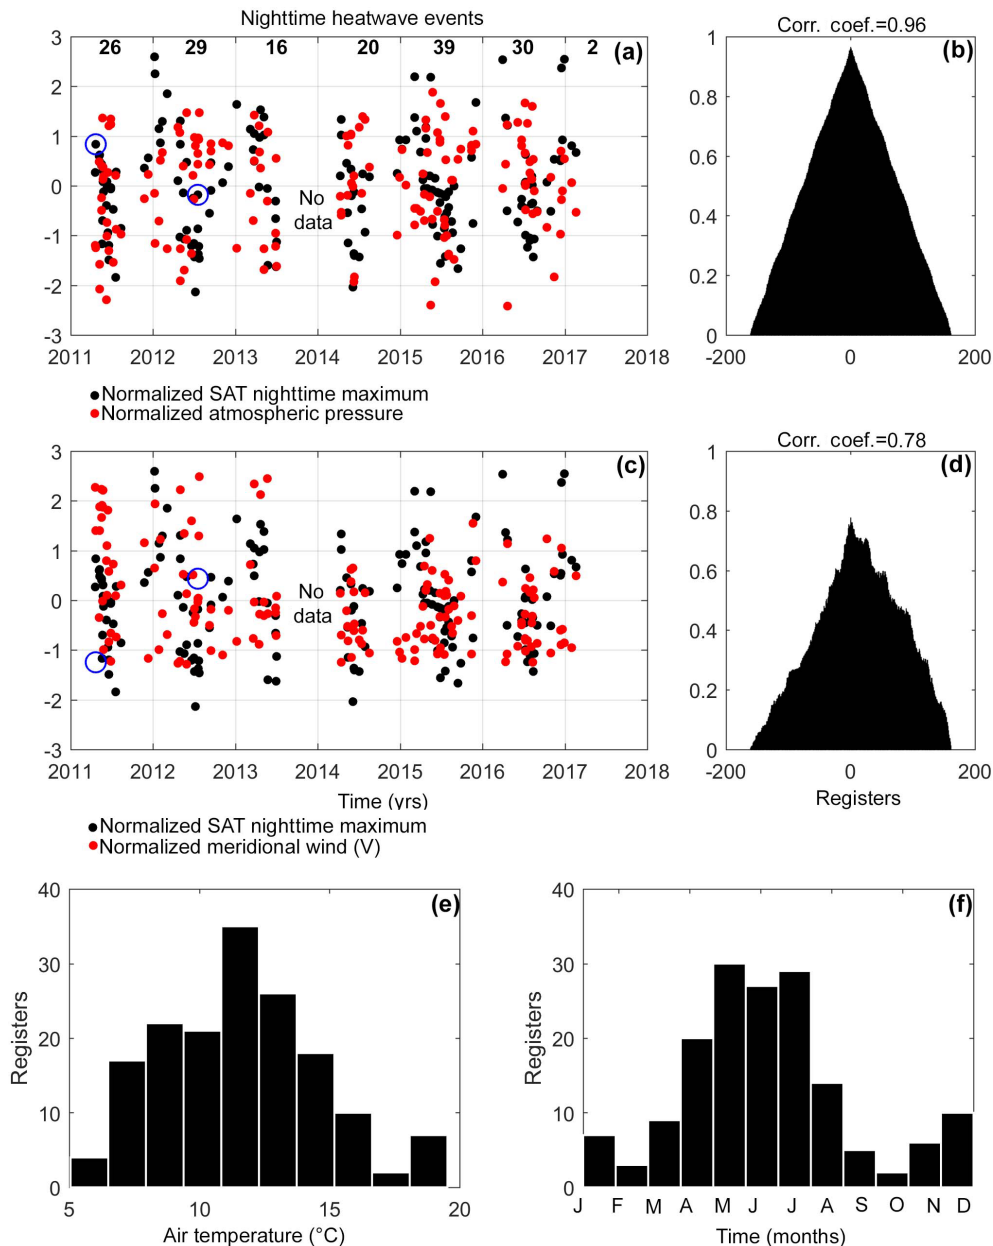 Nighttime heatwave events
26 29 16 20 39 30 2 (a)
3
2
1
0
-1
-2
-3
No
data
2011 2012 2013 2014 2015 2016 2017 2018
Corr. coef.=0.96
(b)
1
0.8
0.6
0.4
0.2
0
-200 0 200
Normalized SAT nighttime maximum
Normalized atmospheric pressure
(c)
3
2
1
0
-1
-2
-3
No
data
2011 2012 2013 2014 2015 2016 2017 2018
Time (yrs)
Corr. coef.=0.78
(d)
1
0.8
0.6
0.4
0.2
0
-200 0 200
Registers
Normalized SAT nighttime maximum
Normalized meridional wind (V)
(e)
40
30
20
10
0
Registers
5 10 15 20
Air temperature (°C)
(f)
40
30
20
10
0
Registers
J F M A M J J A S O N D
Time (months)